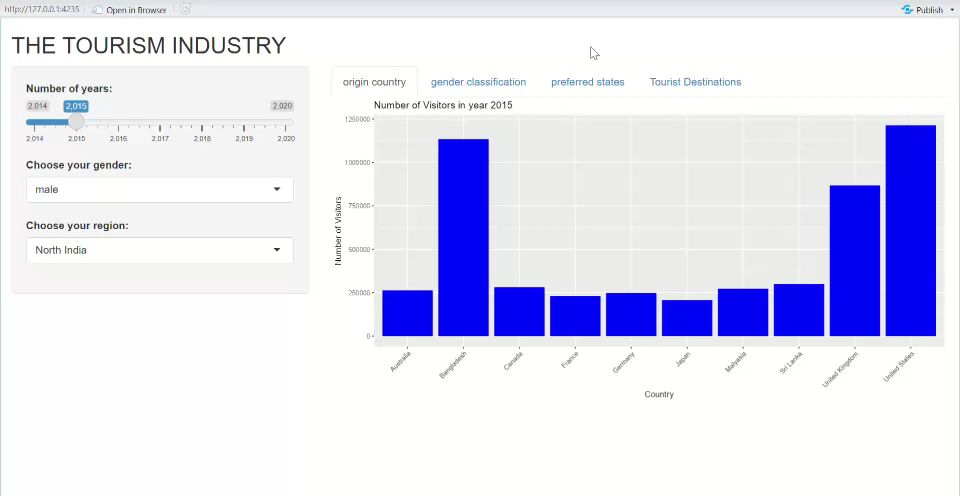 http://127.0.0.1:4235 Open in Browser Publish
THE TOURISM INDUSTRY
Number of years:
2,014 2,015 2,020
2,014 2,015 2,016 2,017 2,018 2,019 2,020
Choose your gender:
male
Choose your region:
North India
origin country gender classification preferred states Tourist Destinations
Number of Visitors in year 2015
Number of Visitors
1250000
1000000
750000
500000
250000
0
Australia Bangladesh Canada France Germany Japan Malyasia Sri Lanka United Kingdom United States
Country